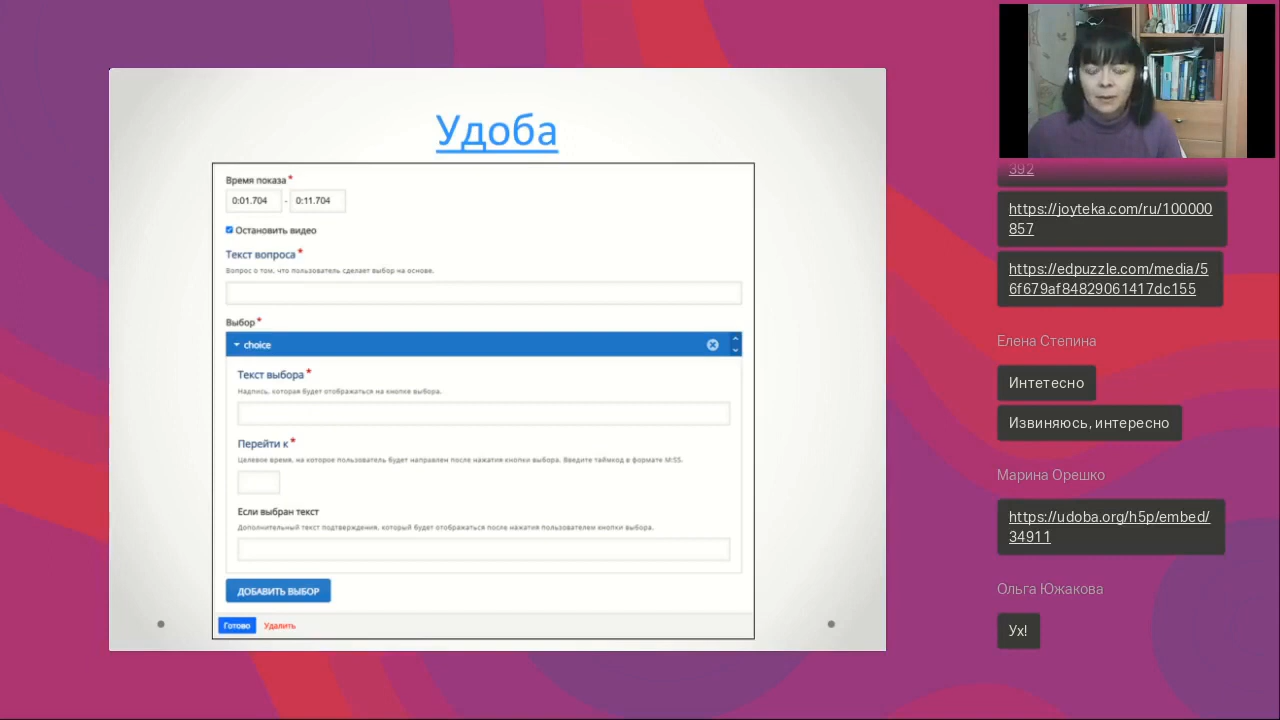 Удоба
Время показа *
0:01.704 - 0:11.704
Остановить видео
Текст вопроса *
Вопрос о том, что пользователь сделает выбор на основе.
Выбор *
choice
Текст выбора *
Надпись, которая будет отображаться на кнопке выбора.
Перейти к *
Целевое время, на которое пользователь будет направлен после нажатия кнопки выбора. Введите таймкод в формате M:SS.
Если выбран текст
Дополнительный текст подтверждения, который будет отображаться после нажатия пользователем кнопки выбора.
ДОБАВИТЬ ВЫБОР
Готово Удалить
392
https://joyteka.com/ru/100000
857
https://edpuzzle.com/media/5
6f679af84829061417dc155
Елена Степина
Интетесно
Извиняюсь, интересно
Марина Орешко
https://udoba.org/h5p/embed/
34911
Ольга Южакова
Ух!